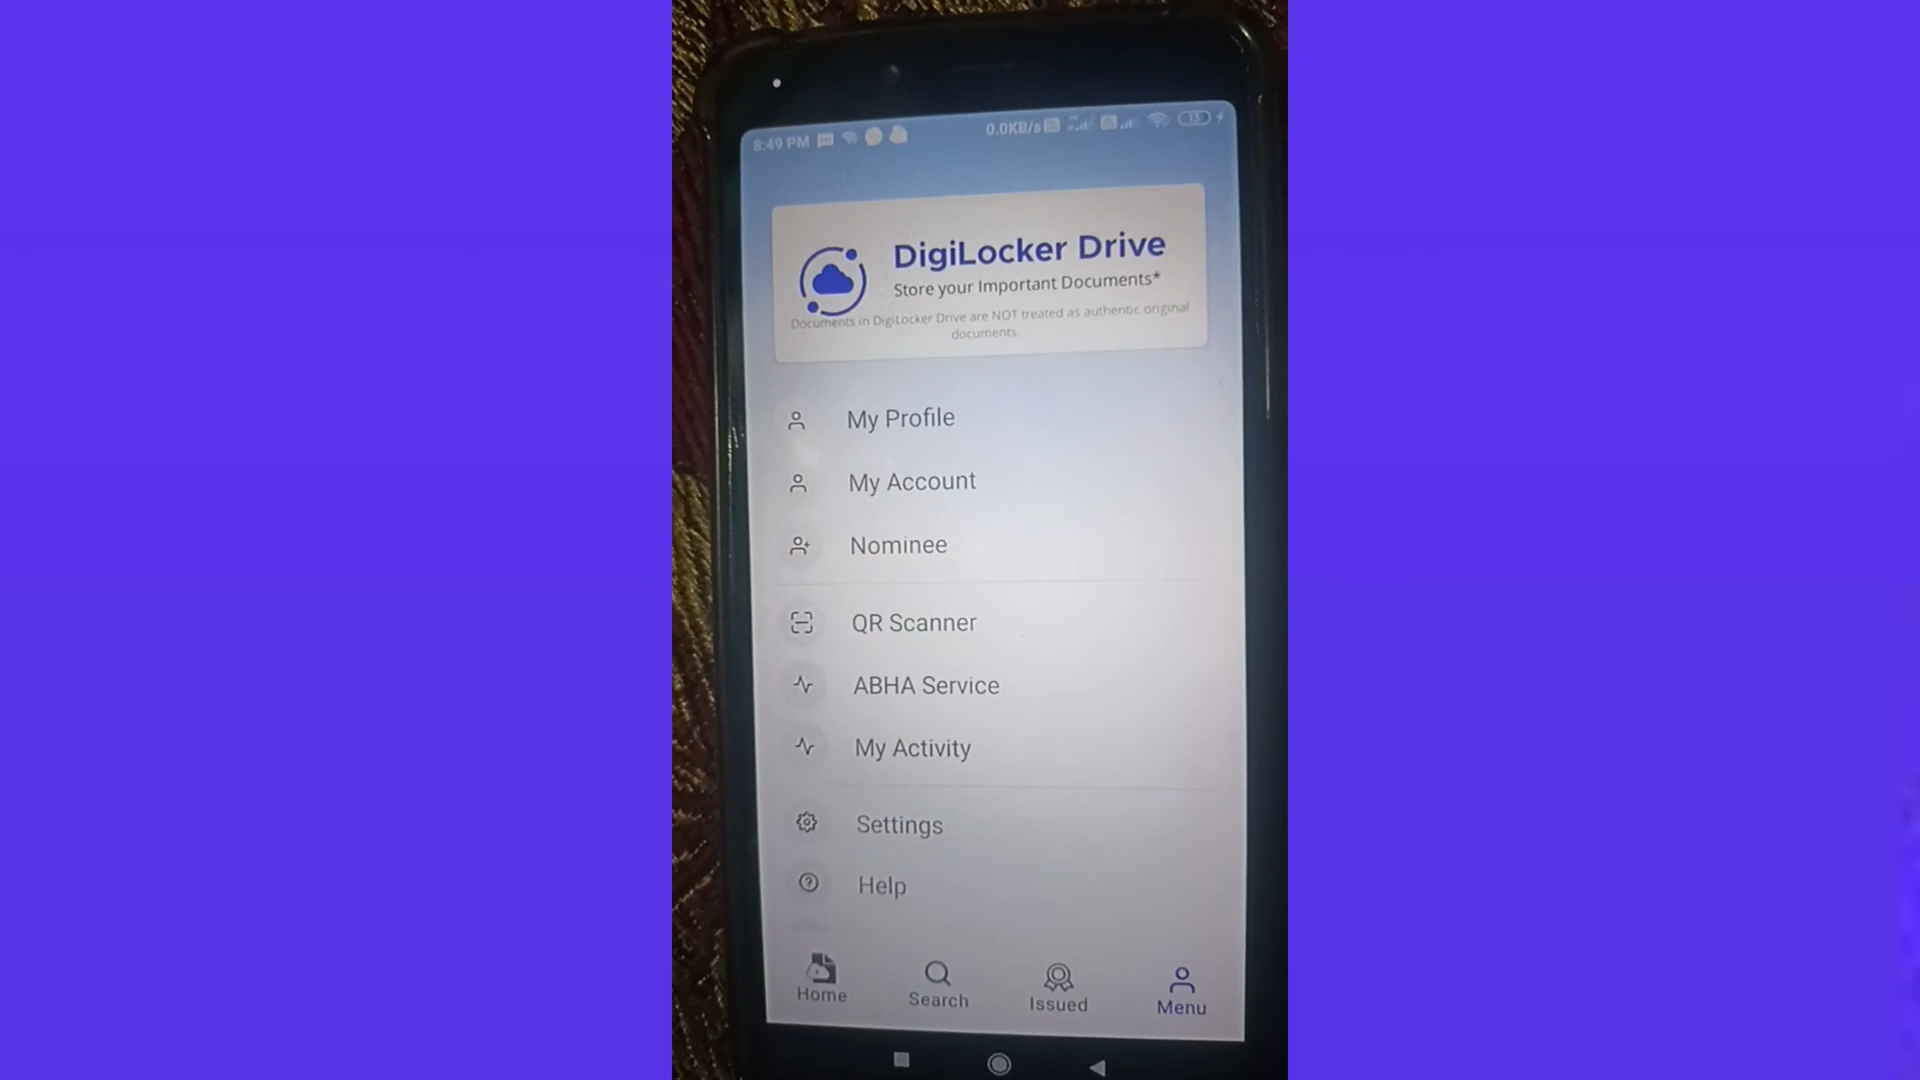 8:49 PM
0.0KB/s
13
DigiLocker Drive
Store your Important Documents*
Documents in DigiLocker Drive are NOT treated as authentic original
documents.
My Profile
My Account
Nominee
QR Scanner
ABHA Service
My Activity
Settings
Help
Home
Search
Issued
Menu